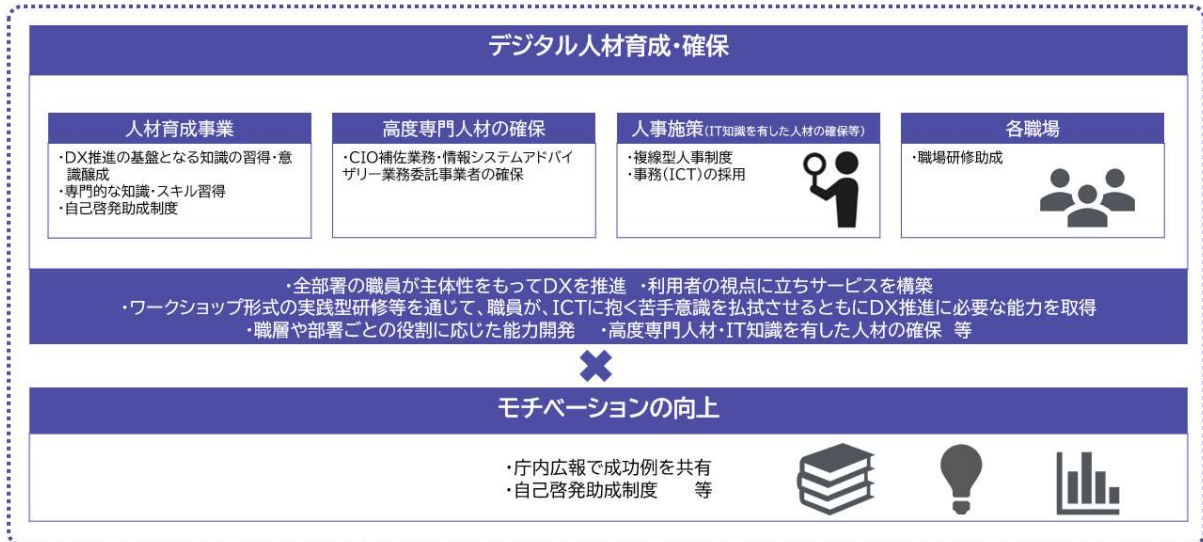 デジタル人材育成・確保
人材育成事業
・DX推進の基盤となる知識の習得・意
識醸成
・専門的な知識・スキル習得
・自己啓発助成制度
高度専門人材の確保
・CIO補佐業務・情報システムアドバイ
ザリー業務委託事業者の確保
人事施策(IT知識を有した人材の確保等)
・複線型人事制度
・事務(ICT)の採用
各職場
・職場研修助成
・全部署の職員が主体性をもってDXを推進 ・利用者の視点に立ちサービスを構築
・ワークショップ形式の実践型研修等を通じて、職員が、ICTに抱く苦手意識を払拭させるともにDX推進に必要な能力を取得
・職層や部署ごとの役割に応じた能力開発 ・高度専門人材・IT知識を有した人材の確保 等
モチベーションの向上
・庁内広報で成功例を共有
・自己啓発助成制度 等